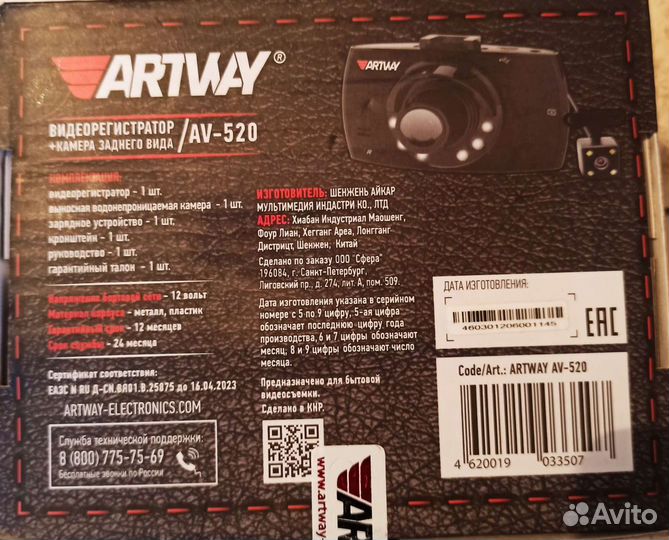 ARTWAY®
ВИДЕОРЕГИСТРАТОР
+КАМЕРА ЗАДНЕГО ВИДА /AV-520
ARTWAY
КОМПЛЕКТАЦИЯ:
видеорегистратор - 1 шт.
выносная водонепроницаемая камера - 1 шт.
зарядное устройство - 1 шт.
кронштейн - 1 шт.
руководство - 1 шт.
гарантийный талон - 1 шт.
Напряжение бортовой сети - 12 вольт
Материал корпуса - металл, пластик
Гарантийный срок - 12 месяцев
Срок службы - 24 месяца
Сертификат соответствия:
ЕАЭС N RU Д-CN.ВЯ01.В.25875 до 16.04.2023
ARTWAY-ELECTRONICS.COM
Служба технической поддержки:
8 (800) 775-75-69
Бесплатные звонки по России
ИЗГОТОВИТЕЛЬ: ШЕНЖЕНЬ АЙКАР
МУЛЬТИМЕДИЯ ИНДАСТРИ КО., ЛТД
АДРЕС: Хиабан Индустриал Маошенг,
Фоур Лиан, Хегганг Ареа, Лонгганг
Дистрицт, Шенжен, Китай
Сделано по заказу ООО "Сфера"
196084, г. Санкт-Петербург,
Лиговский пр., д. 274, лит. А, пом. 509.
Дата изготовления указана в серийном
номере с 5 по 9 цифру, 5-ая цифра
обозначает последнюю цифру года
производства, 6 и 7 цифры обозначает
месяц; 8 и 9 цифры обозначают число
месяца.
Предназначено для бытовой
видеосъемки.
Сделано в КНР.
www.artway
ARTWAY
ДАТА ИЗГОТОВЛЕНИЯ:
460301206001145
EAC
Code/Art.: ARTWAY AV-520
4 620019 033507
Avito